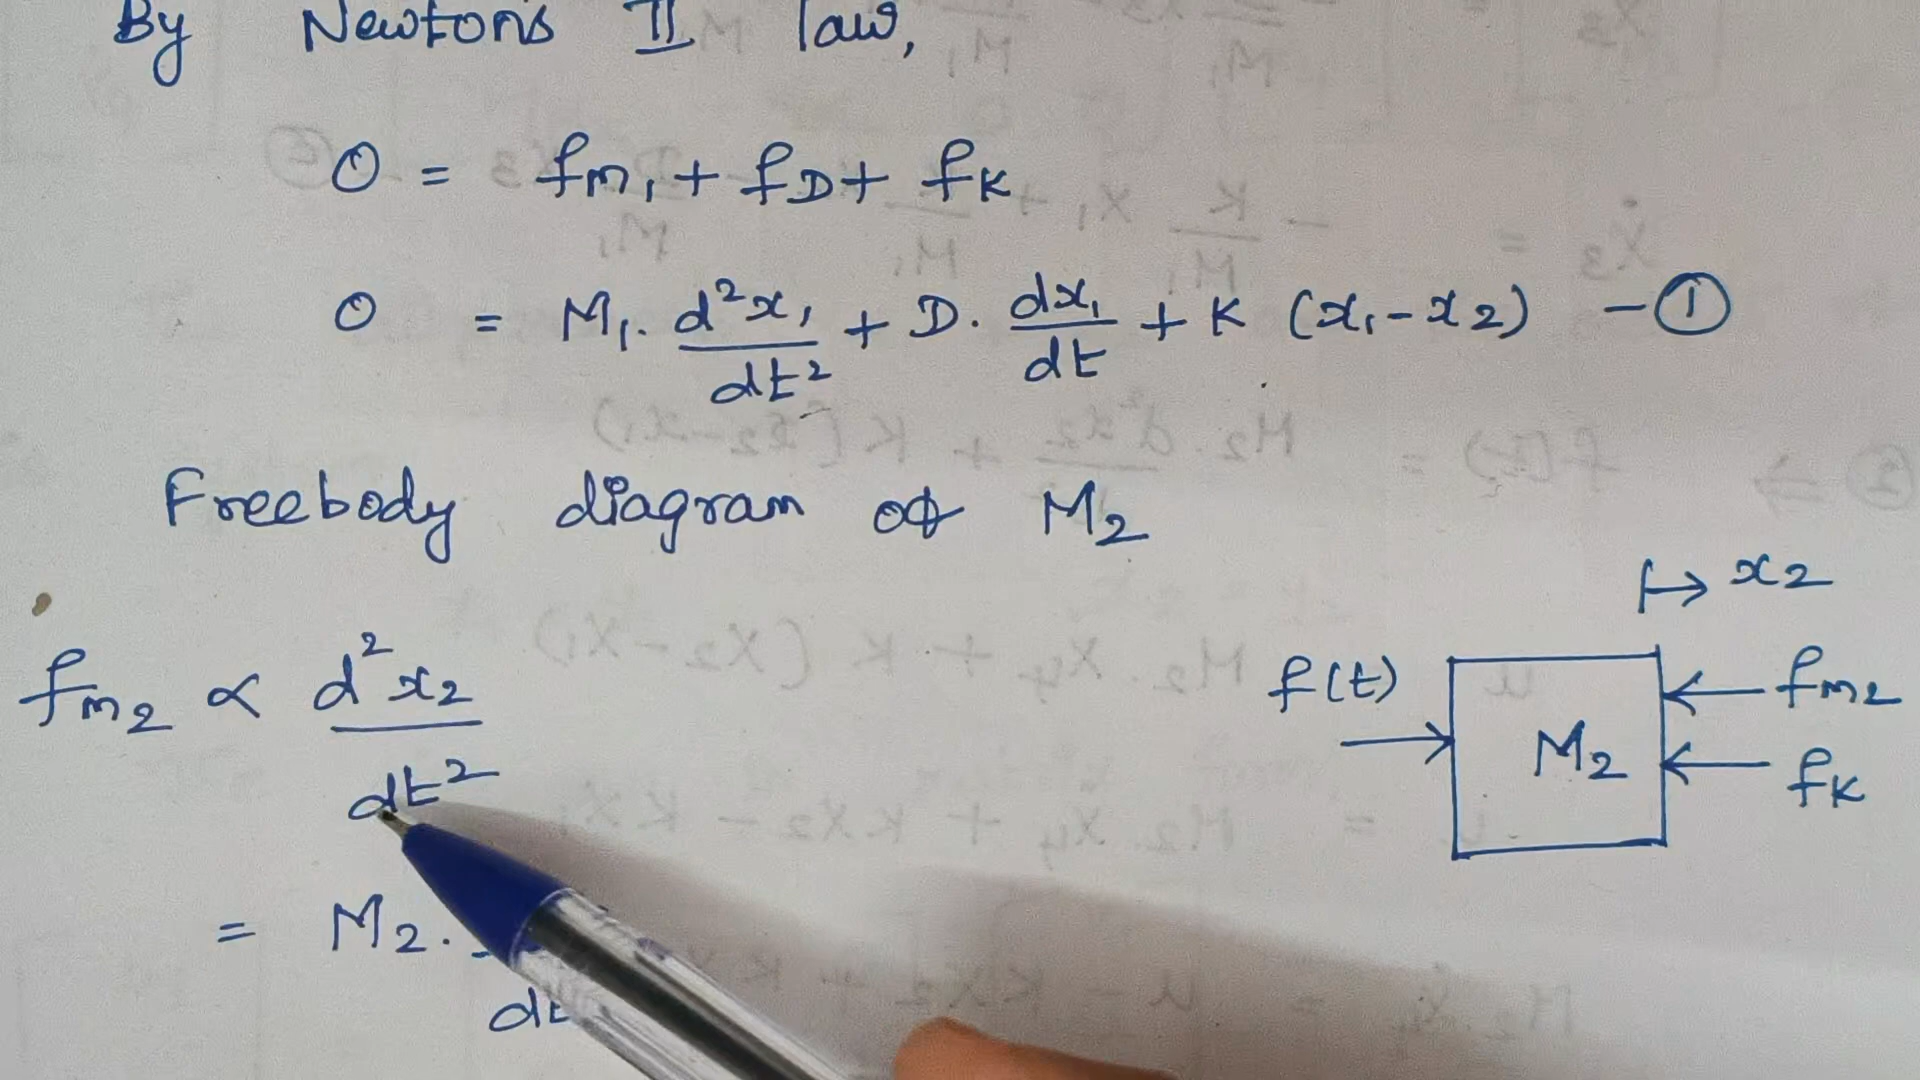 By Newton's II law,
0 = fm₁ + fD + fK
0 = M₁. d²x₁/dt² + D. dx₁/dt + K (x₁ - x₂) - ①
Freebody diagram of M₂
↦ x₂
fm₂ ∝ d²x₂/dt²
f(t)
M₂
fm₂
fK
= M₂.